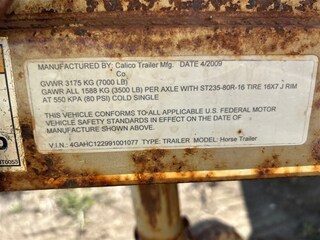 MANUFACTURED BY: Calico Trailer Mfg. DATE 4/2009
Co.
GVWR 3175 KG (7000 LB)
GAWR ALL 1588 KG (3500 LB) PER AXLE WITH ST235-80R-16 TIRE 16X7 J RIM
AT 550 KPA (80 PSI) COLD SINGLE
THIS VEHICLE CONFORMS TO ALL APPLICABLE U.S. FEDERAL MOTOR
VEHICLE SAFETY STANDARDS IN EFFECT ON THE DATE OF
MANUFACTURE SHOWN ABOVE.
V.I.N.: 4GAHC122991001077 TYPE: TRAILER MODEL: Horse Trailer